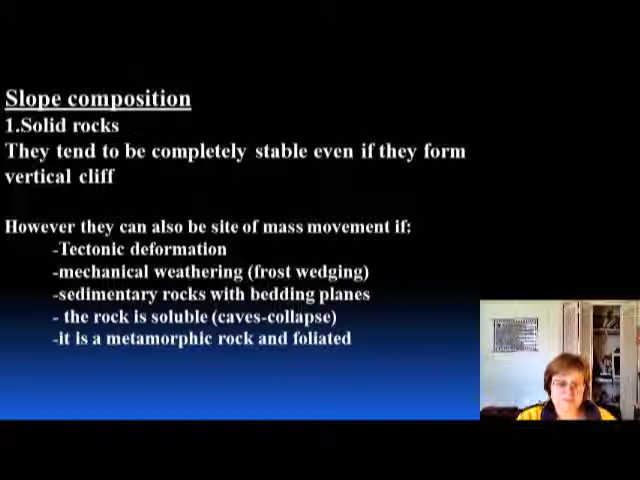 Slope composition
1.Solid rocks
They tend to be completely stable even if they form
vertical cliff
However they can also be site of mass movement if:
-Tectonic deformation
-mechanical weathering (frost wedging)
-sedimentary rocks with bedding planes
- the rock is soluble (caves-collapse)
-it is a metamorphic rock and foliated